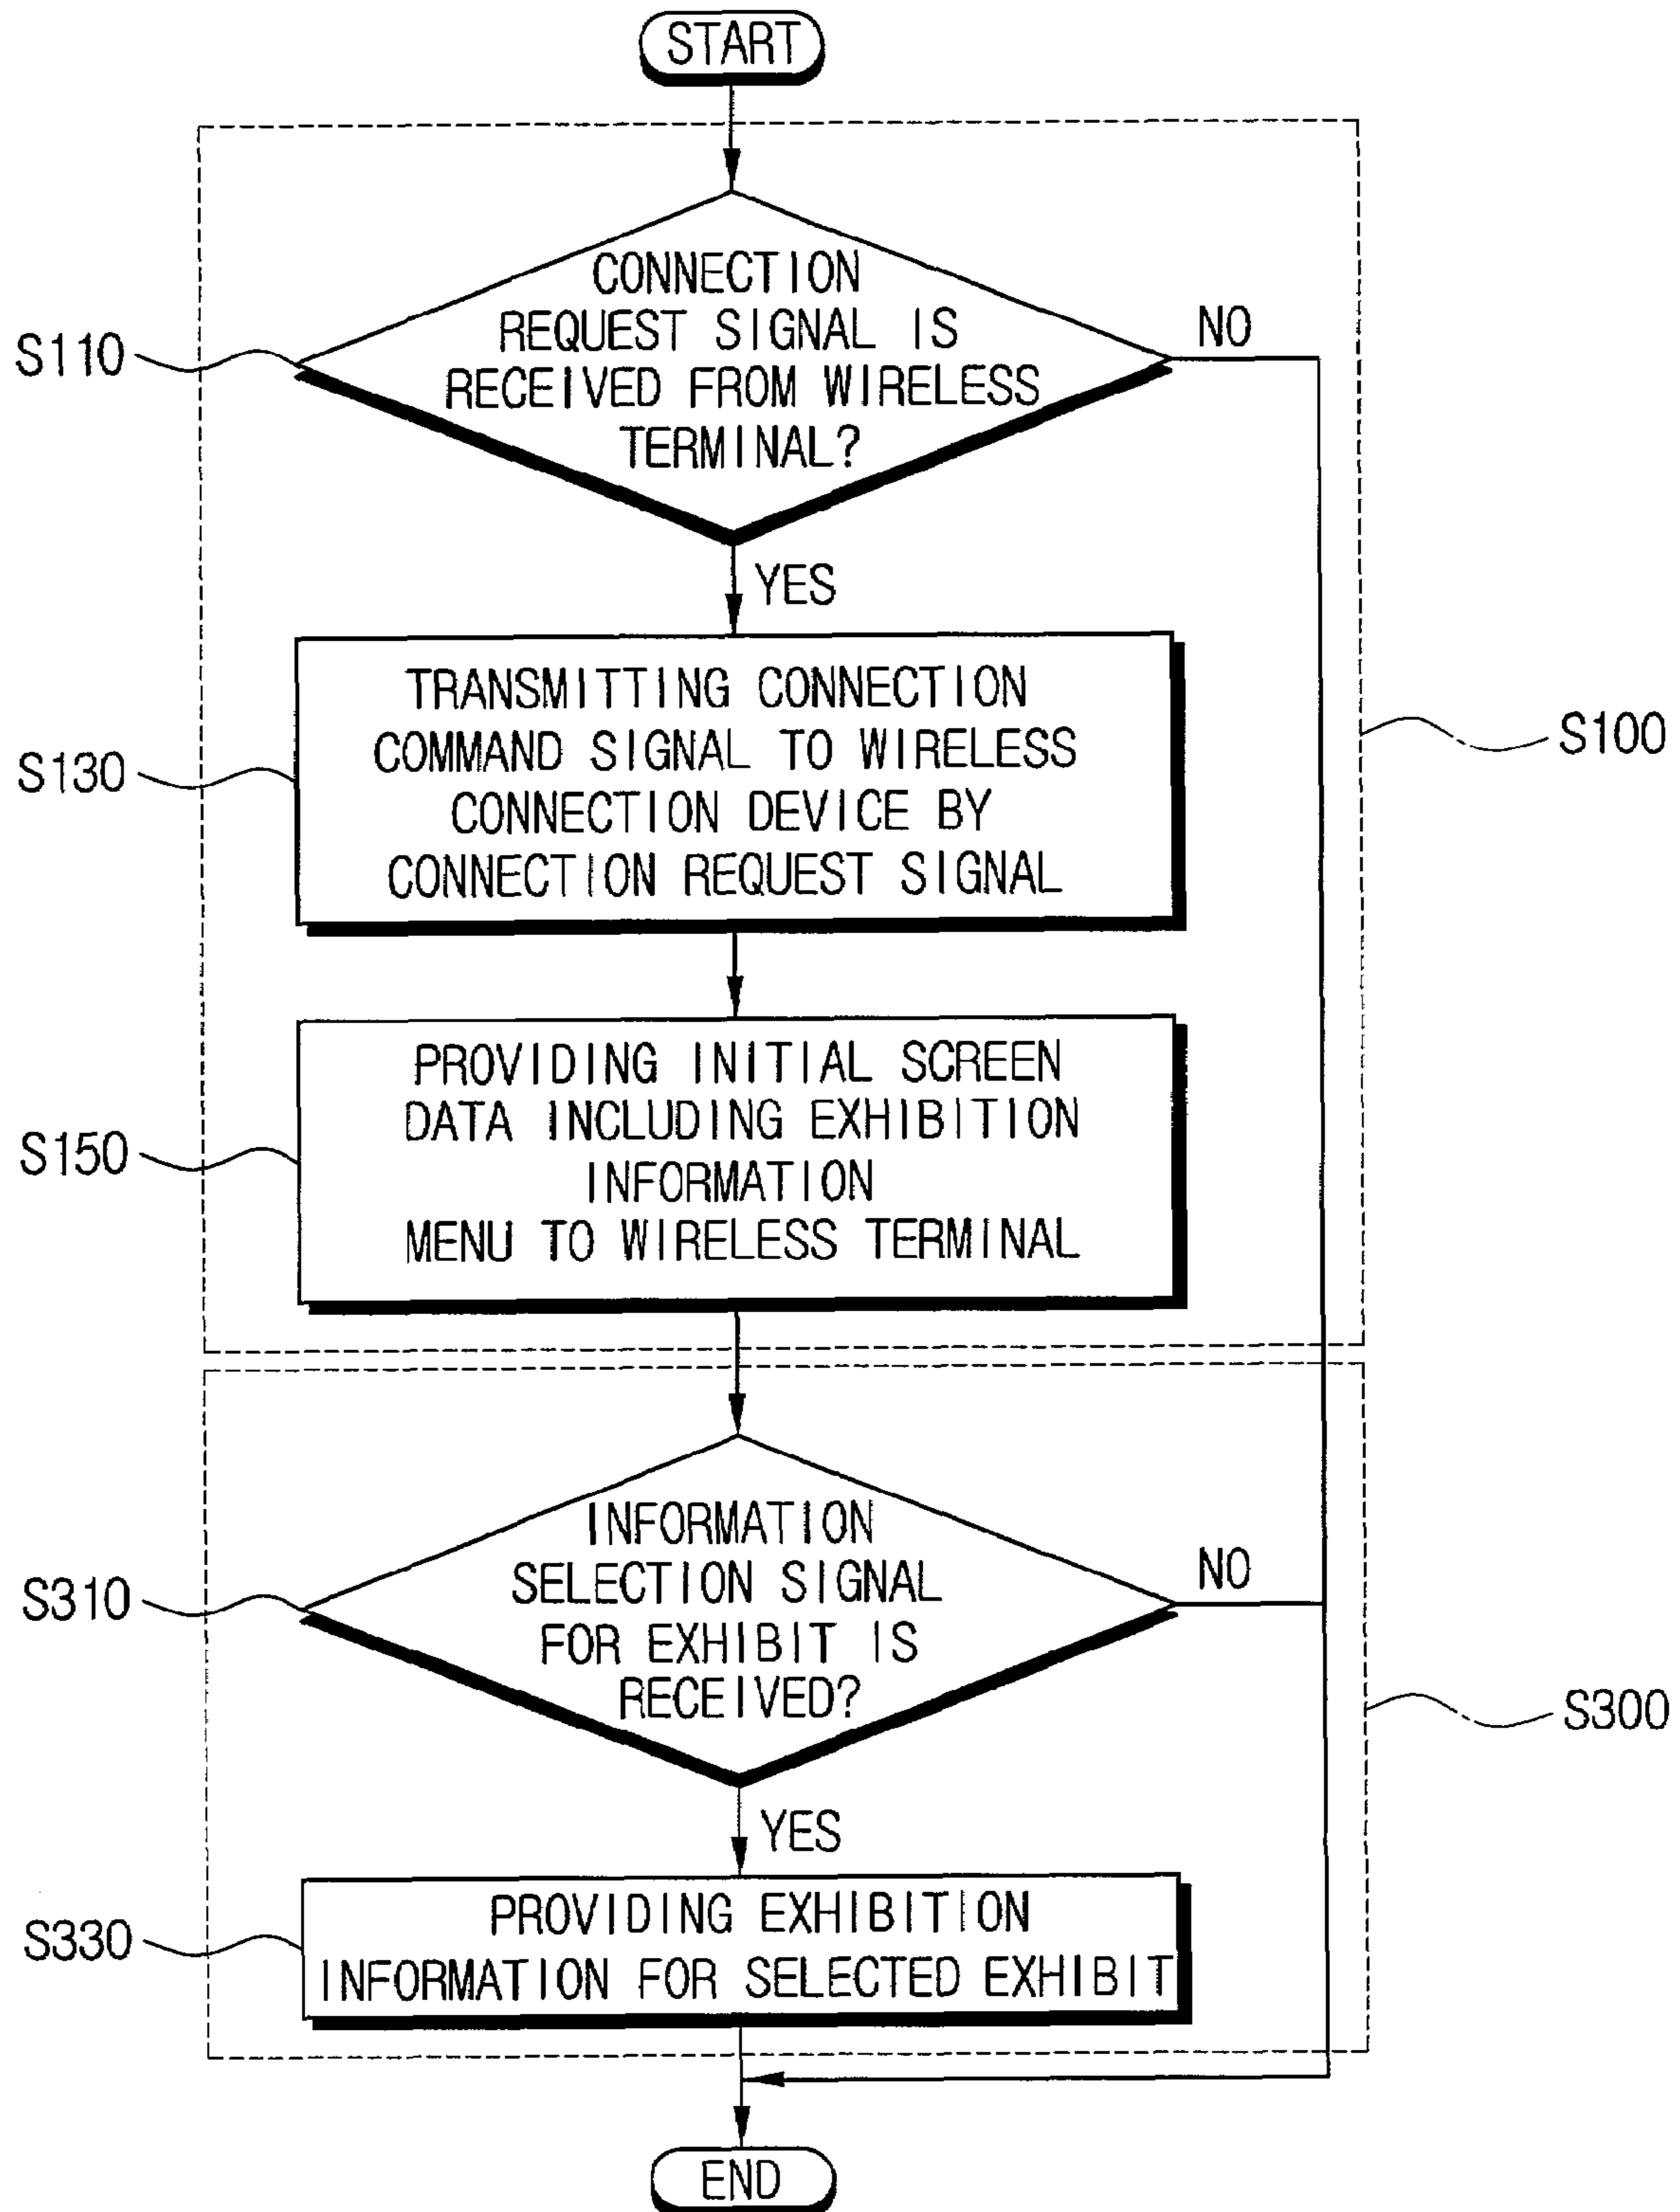 START
CONNECTION
REQUEST SIGNAL IS
RECEIVED FROM WIRELESS
TERMINAL?
NO
S110
YES
TRANSMITTING CONNECTION
COMMAND SIGNAL TO WIRELESS
CONNECTION DEVICE BY
CONNECTION REQUEST SIGNAL
S130
S100
PROVIDING INITIAL SCREEN
DATA INCLUDING EXHIBITION
INFORMATION
MENU TO WIRELESS TERMINAL
S150
INFORMATION
SELECTION SIGNAL
FOR EXHIBIT IS
RECEIVED?
NO
S310
S300
YES
PROVIDING EXHIBITION
INFORMATION FOR SELECTED EXHIBIT
S330
END